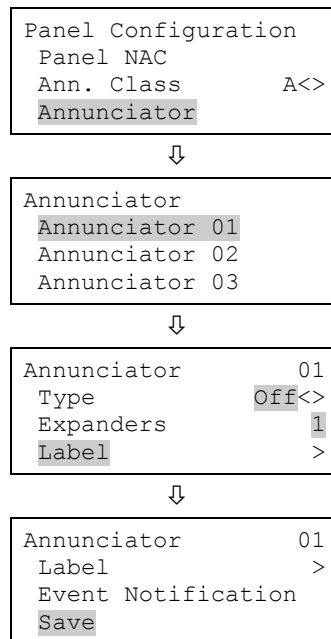 Panel Configuration
Panel NAC
Ann. Class A<>
Annunciator
⇩
Annunciator
Annunciator 01
Annunciator 02
Annunciator 03
⇩
Annunciator 01
Type Off<>
Expanders 1
Label >
⇩
Annunciator 01
Label >
Event Notification
Save